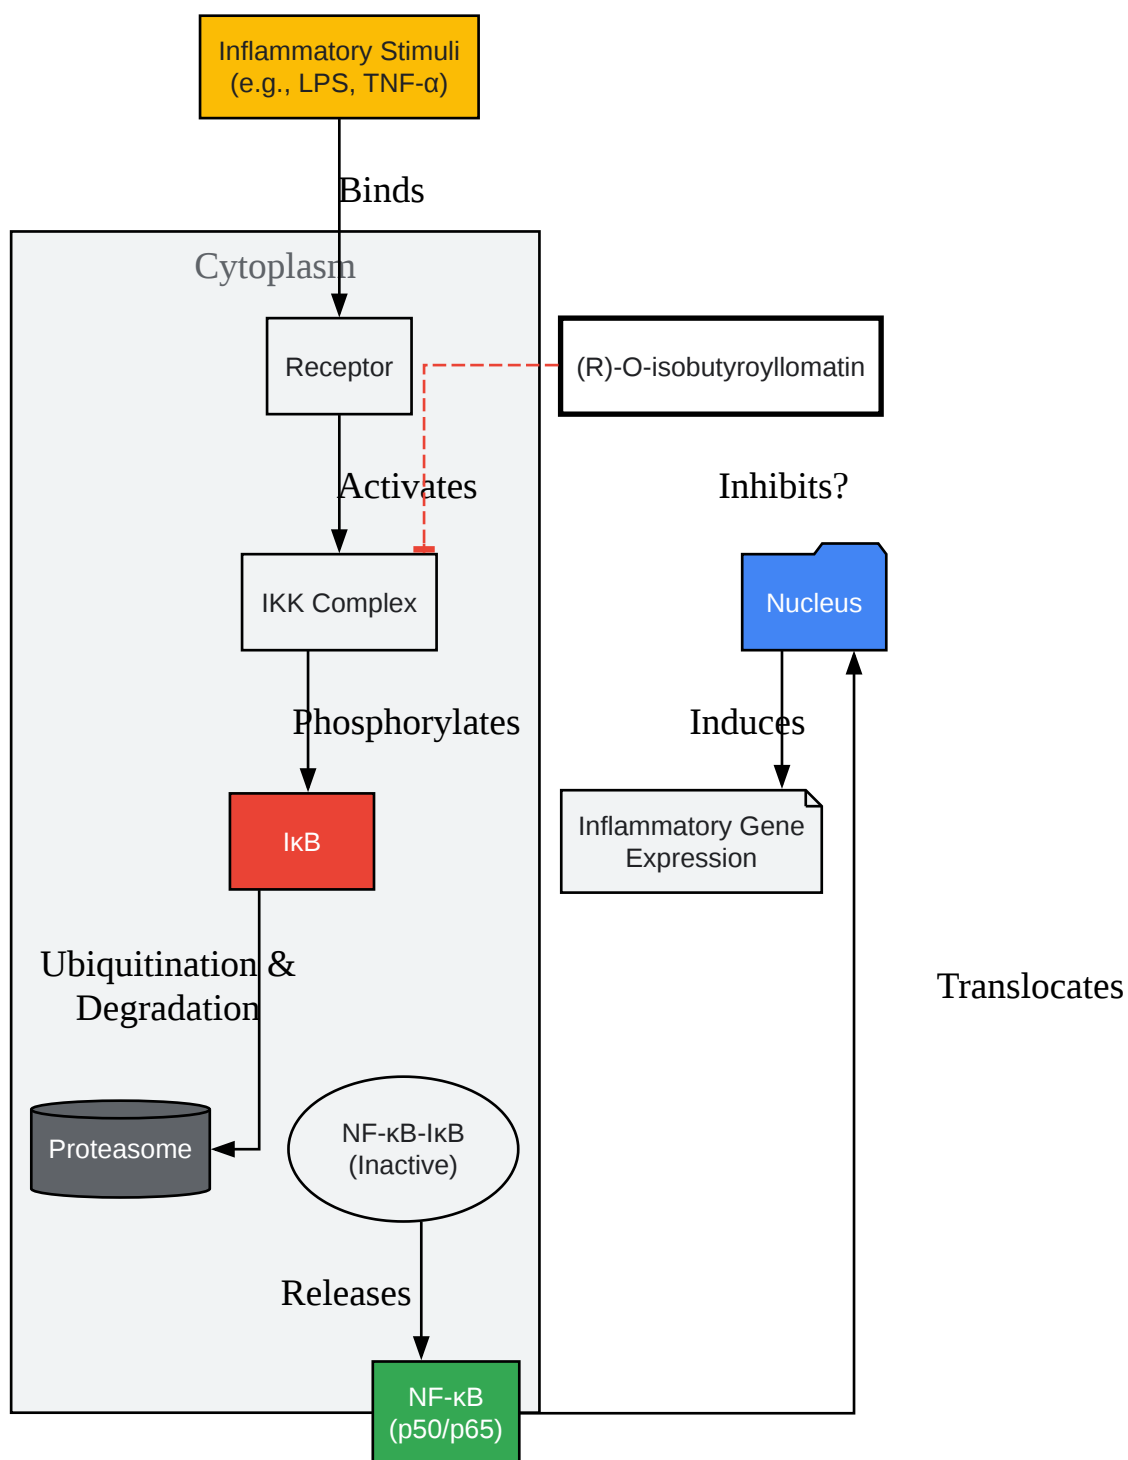 Inflammatory Stimuli
(e.g., LPS, TNF-α)
Binds
Cytoplasm
Receptor
(R)-O-isobutyroyllomatin
Activates
Inhibits?
IKK Complex
Nucleus
Phosphorylates
Induces
IκB
Inflammatory Gene
Expression
Ubiquitination &
Degradation
Translocates
Proteasome
NF-κB-IκB
(Inactive)
Releases
NF-κB
(p50/p65)